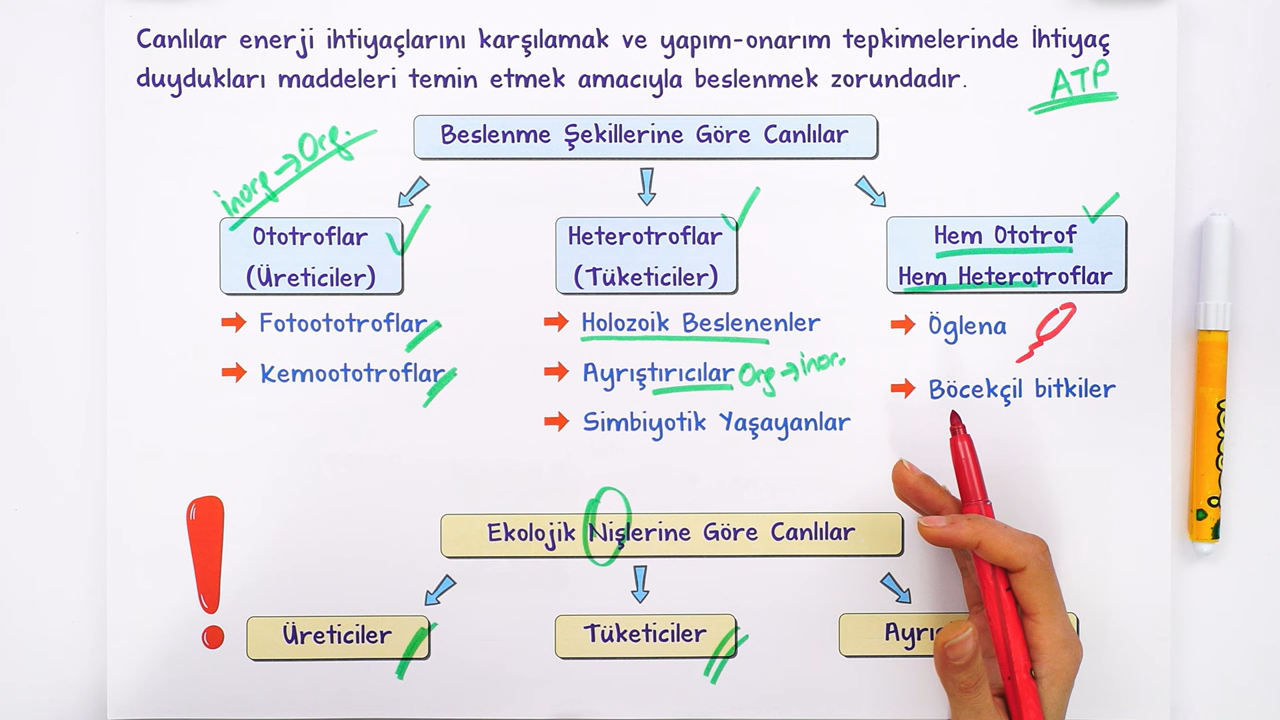 Canlılar enerji ihtiyaçlarını karşılamak ve yapım-onarım tepkimelerinde İhtiyaç
duydukları maddeleri temin etmek amacıyla beslenmek zorundadır.
ATP
Beslenme Şekillerine Göre Canlılar
İnorg → Org.
Ototroflar
(Üreticiler)
Fotoototroflar
Kemoototroflar
Heterotroflar
(Tüketiciler)
Holozoik Beslenenler
Ayrıştırıcılar Org → inor.
Simbiyotik Yaşayanlar
Hem Ototrof
Hem Heterotroflar
Öglena
Böcekçil bitkiler
Ekolojik Nişlerine Göre Canlılar
Üreticiler
Tüketiciler